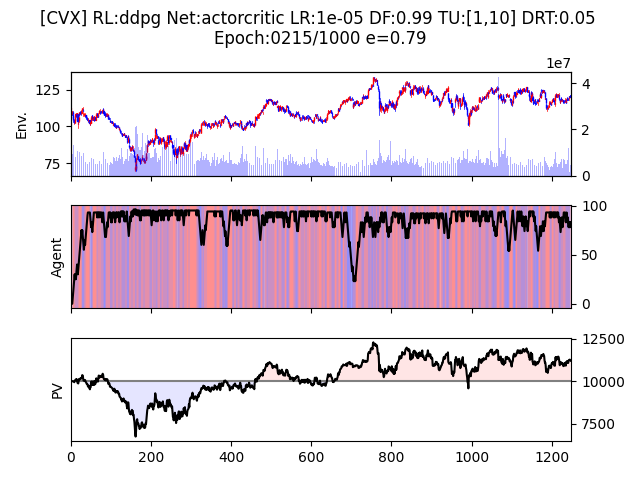 [CVX] RL:ddpg Net:actorcritic LR:1e-05 DF:0.99 TU:[1,10] DRT:0.05
Epoch:0215/1000 e=0.79
1e7
125
100
75
Env.
4
2
0
Agent
100
50
0
PV
12500
10000
7500
0 200 400 600 800 1000 1200